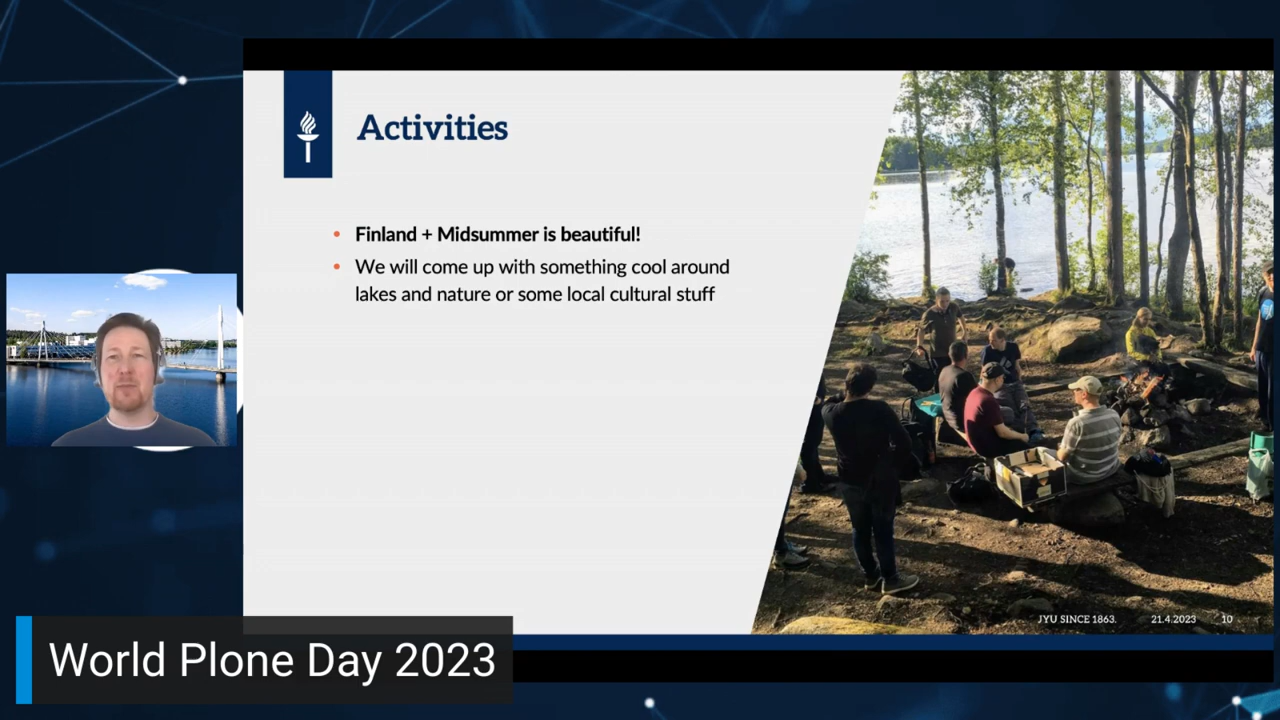 Activities
Finland + Midsummer is beautiful!
We will come up with something cool around
lakes and nature or some local cultural stuff
JYU SINCE 1863. 21.4.2023 10
World Plone Day 2023